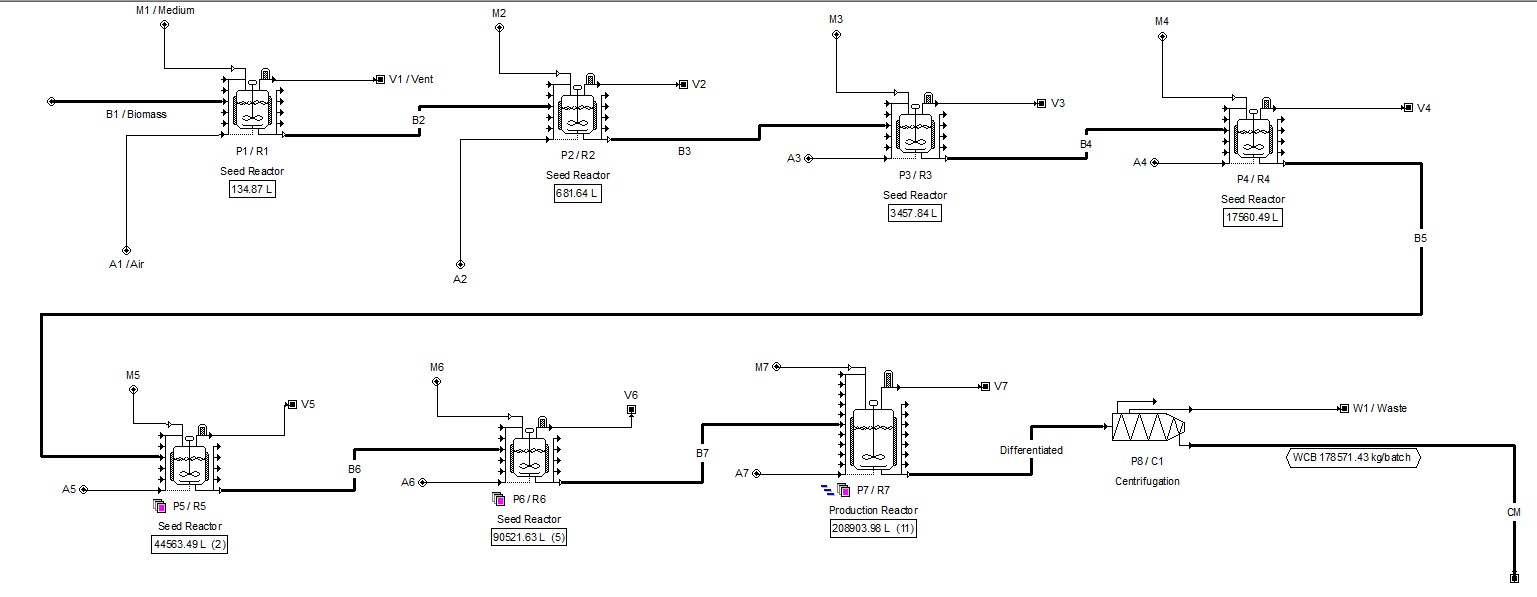 M1 / Medium
V1 / Vent
B1 / Biomass
P1 / R1
Seed Reactor
134.87 L
A1 / Air
B2
M2
V2
P2 / R2
Seed Reactor
681.64 L
A2
B3
M3
V3
A3
P3 / R3
Seed Reactor
3457.84 L
B4
M4
V4
A4
P4 / R4
Seed Reactor
17560.49 L
B5
M5
V5
A5
P5 / R5
Seed Reactor
44563.49 L (2)
B6
M6
V6
A6
P6 / R6
Seed Reactor
90521.63 L (5)
B7
M7
V7
A7
P7 / R7
Production Reactor
208903.98 L (11)
Differentiated
W1 / Waste
P8 / C1
Centrifugation
WCB 178571.43 kg/batch
CM